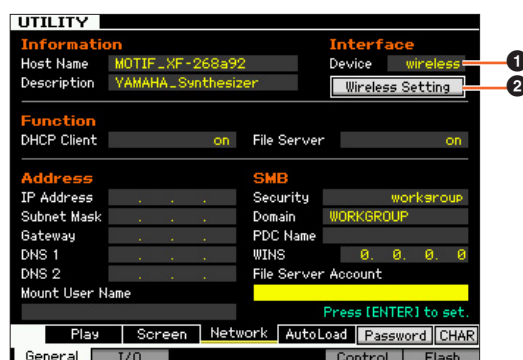 UTILITY
Information Interface
Host Name MOTIF_XF-268a92 Device wireless 1
Description YAMAHA_Synthesizer Wireless Setting 2
Function
DHCP Client on File Server on
Address SMB
IP Address . . . Security workgroup
Subnet Mask . . . Domain WORKGROUP
Gateway . . . PDC Name
DNS 1 . . . WINS 0. 0. 0. 0
DNS 2 . . . File Server Account
Mount User Name
Press [ENTER] to set.
Play Screen Network AutoLoad Password CHAR
General I/O Control Flash